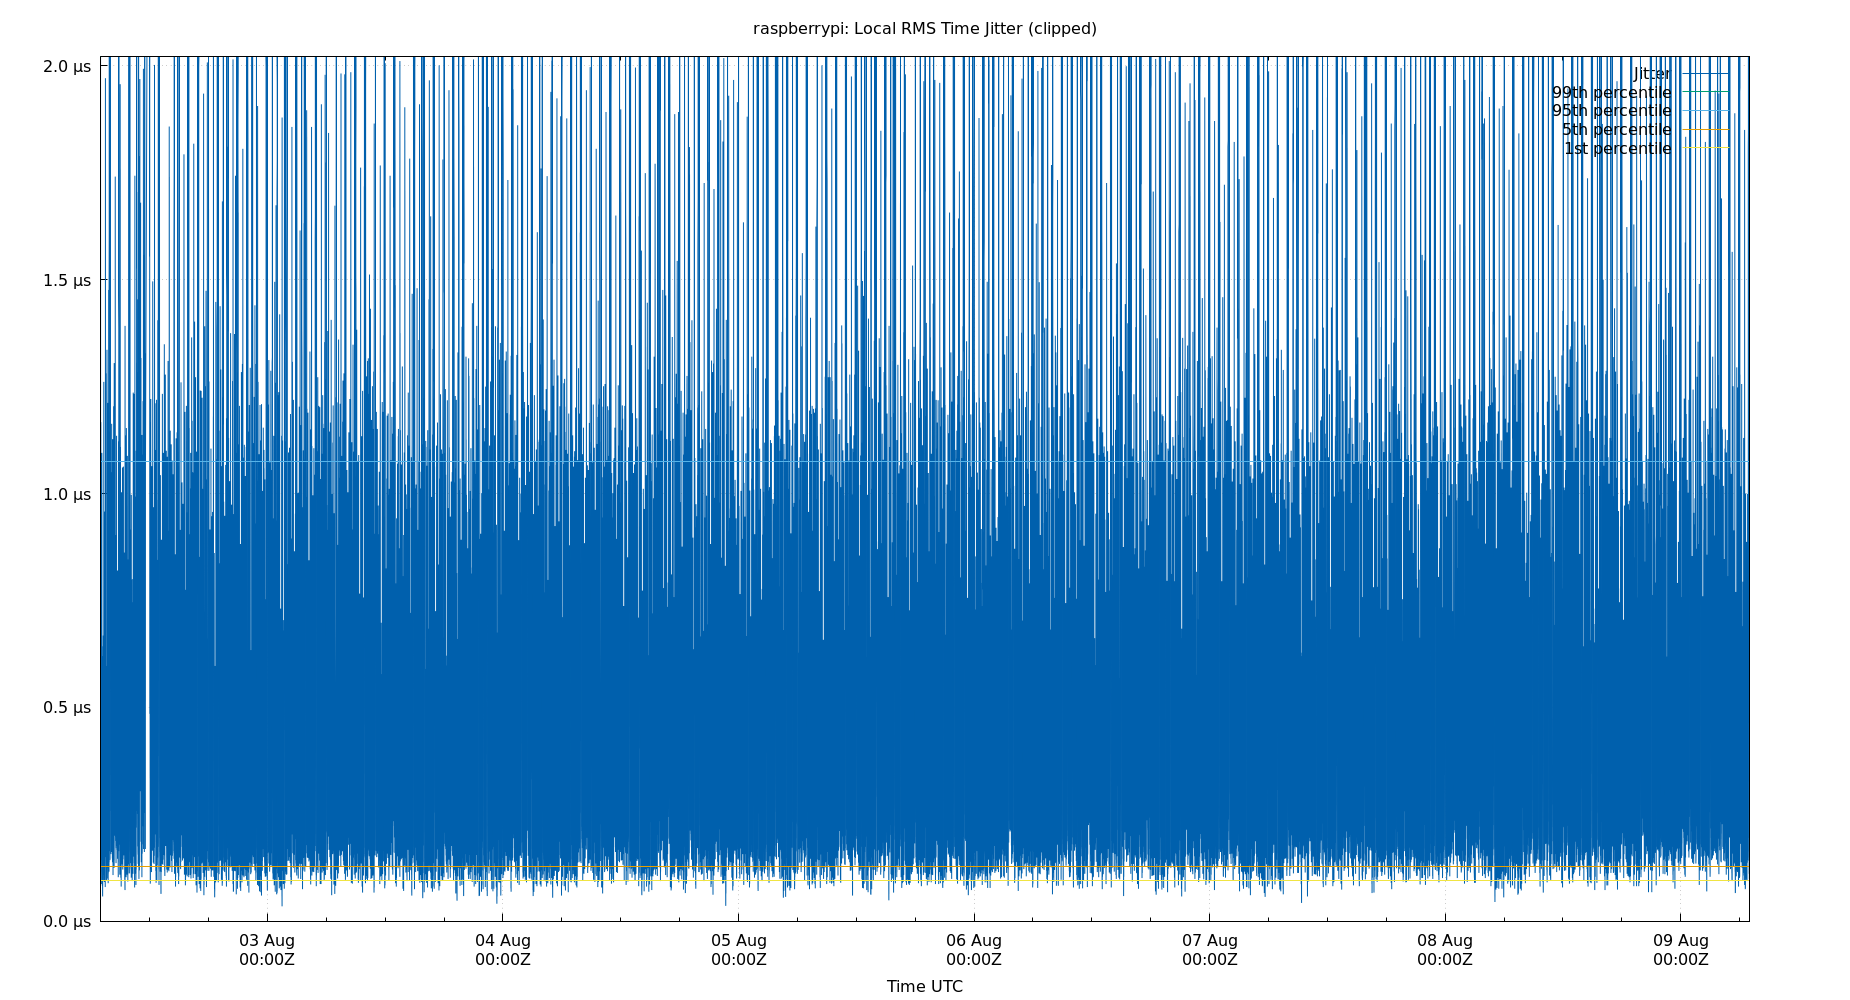 raspberrypi: Local RMS Time Jitter (clipped)
2.0 μs
1.5 μs
1.0 μs
0.5 μs
0.0 μs
Jitter
99th percentile
95th percentile
5th percentile
1st percentile
03 Aug 04 Aug 05 Aug 06 Aug 07 Aug 08 Aug 09 Aug
00:00Z 00:00Z 00:00Z 00:00Z 00:00Z 00:00Z 00:00Z
Time UTC